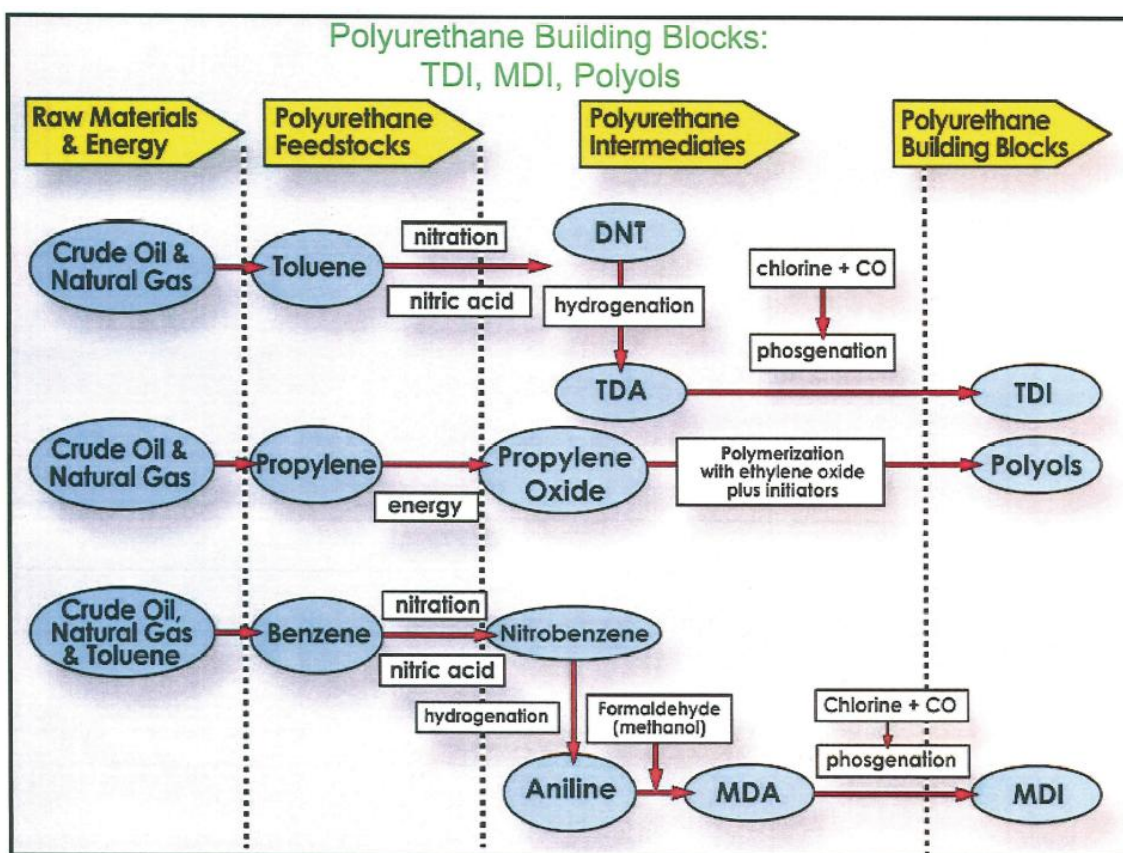 Polyurethane Building Blocks:
TDI, MDI, Polyols
Raw Materials
& Energy
Polyurethane
Feedstocks
Polyurethane
Intermediates
Polyurethane
Building Blocks
Crude Oil &
Natural Gas
Toluene
nitration
nitric acid
DNT
hydrogenation
TDA
chlorine + CO
phosgenation
TDI
Crude Oil &
Natural Gas
Propylene
energy
Propylene
Oxide
Polymerization
with ethylene oxide
plus initiators
Polyols
Crude Oil,
Natural Gas
& Toluene
Benzene
nitration
nitric acid
Nitrobenzene
hydrogenation
Aniline
Formaldehyde
(methanol)
MDA
Chlorine + CO
phosgenation
MDI